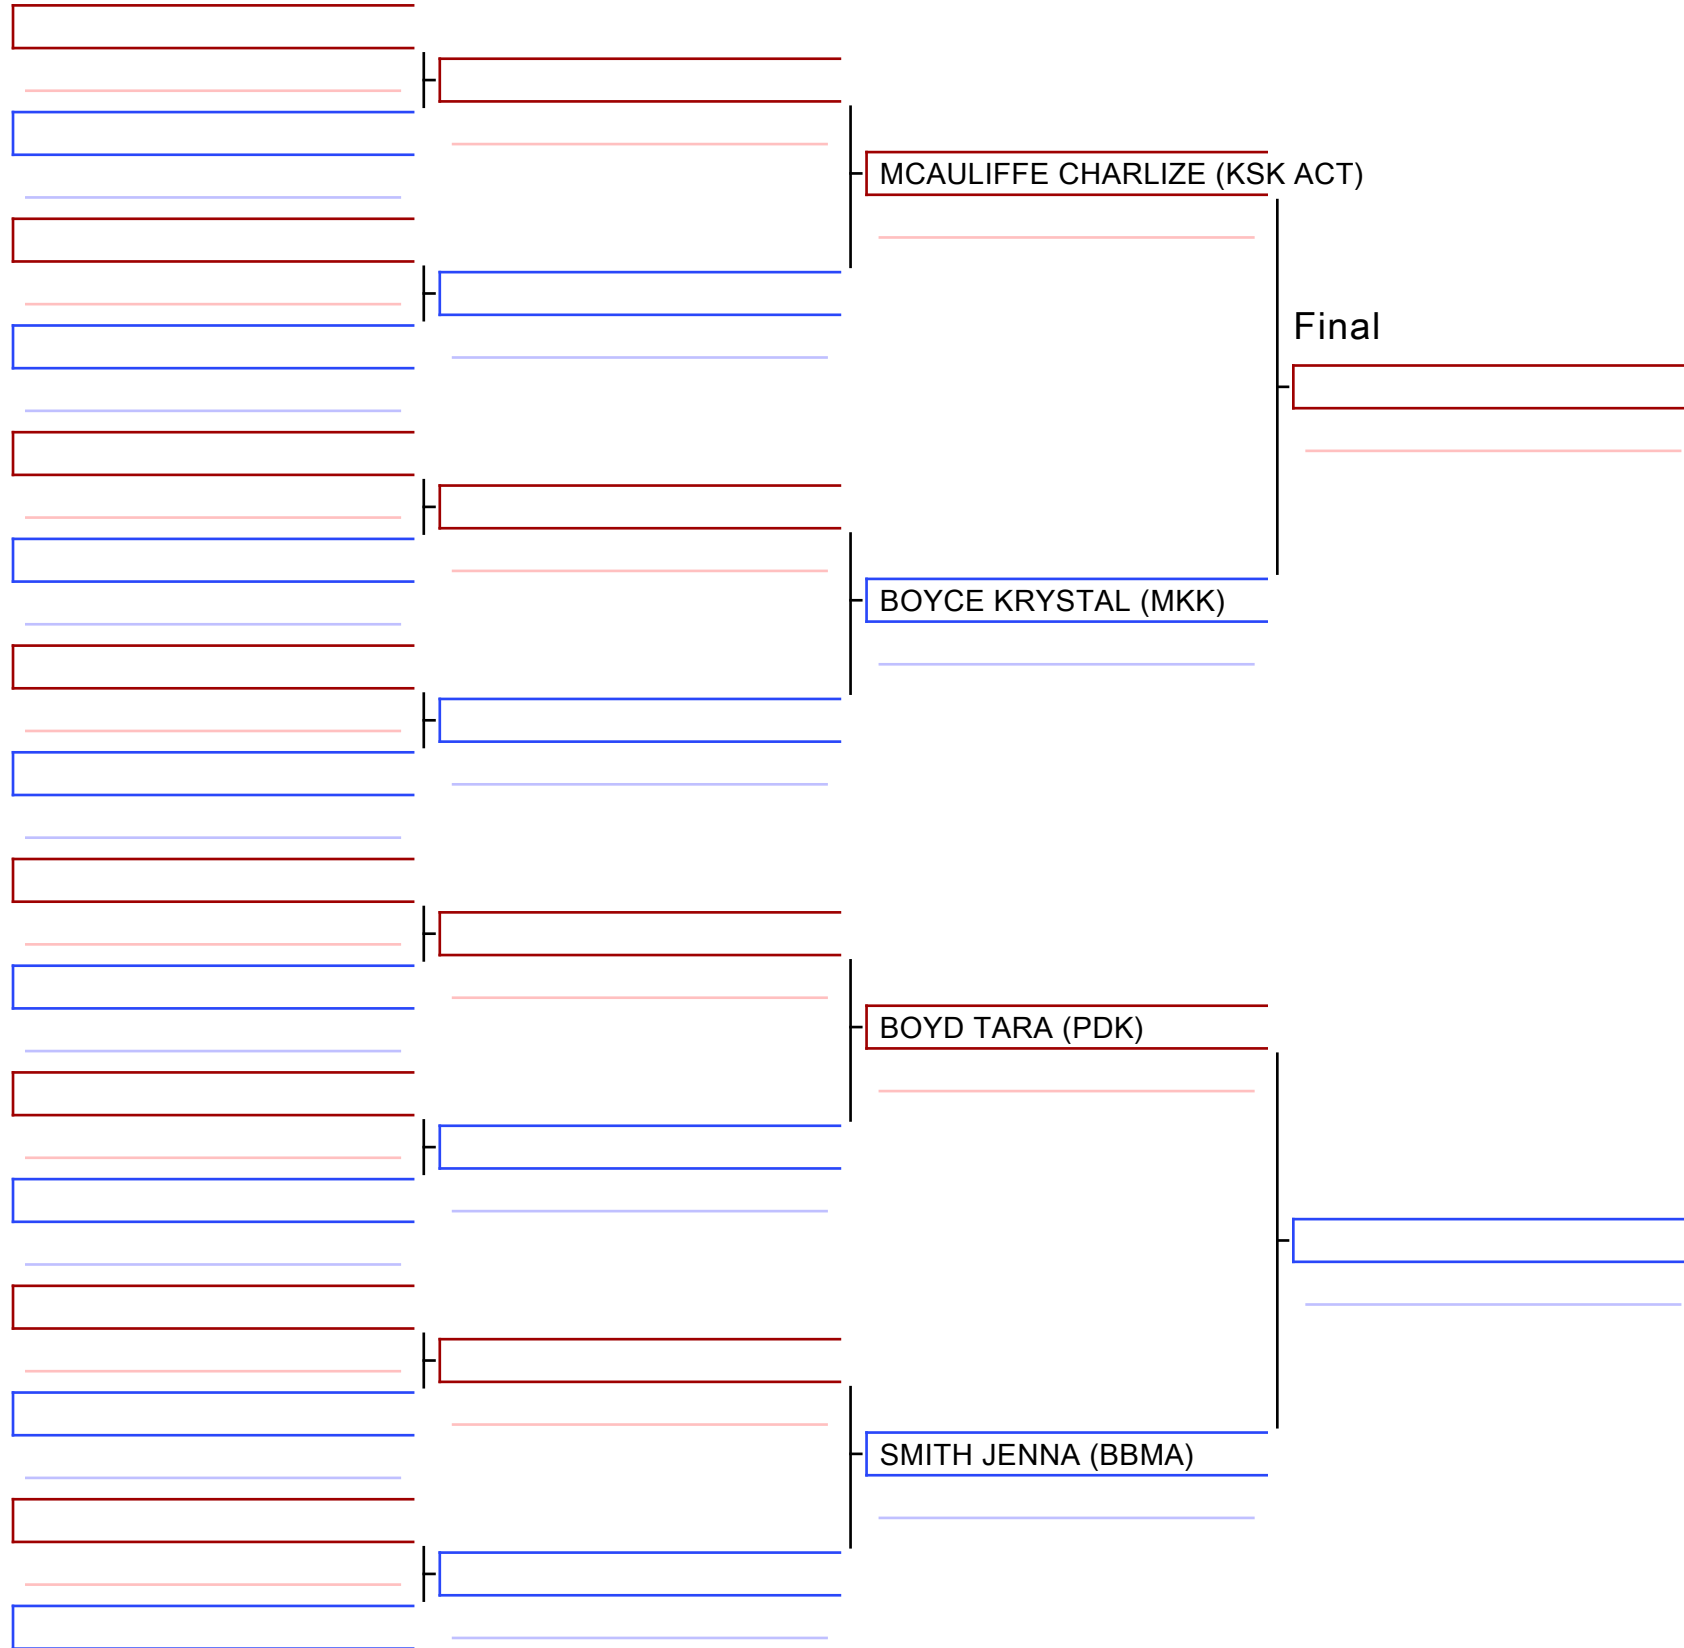 MCAULIFFE CHARLIZE (KSK ACT)
Final
BOYCE KRYSTAL (MKK)
BOYD TARA (PDK)
SMITH JENNA (BBMA)